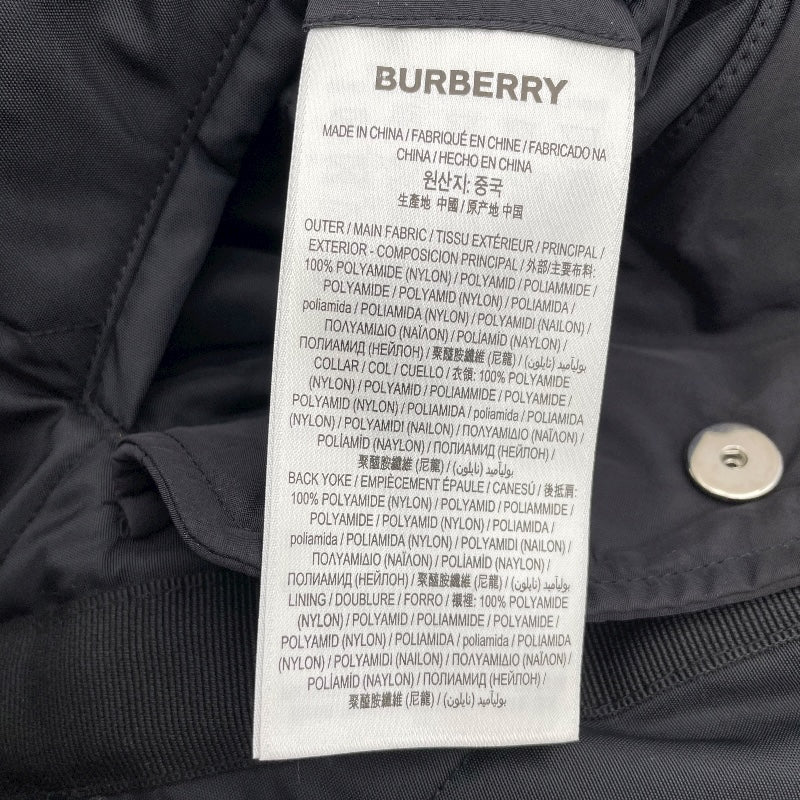 BURBERRY
MADE IN CHINA / FABRIQUÉ EN CHINE / FABRICADO NA
CHINA / HECHO EN CHINA
원산지: 중국
生產地 中國 / 原产地 中国
OUTER / MAIN FABRIC / TISSU EXTÉRIEUR / PRINCIPAL /
EXTERIOR - COMPOSICION PRINCIPAL / 外部/主要布料:
100% POLYAMIDE (NYLON) / POLYAMID / POLIAMMIDE /
POLYAMIDE / POLYAMID (NYLON) / POLIAMIDA /
poliamida / POLIAMIDA (NYLON) / POLYAMIDI (NAILON) /
ΠΟΛΥΑΜΙΔΙΟ (ΝΑΪΛΟΝ) / POLÍAMÍD (NAYLON) /
ПОЛИАМИД (НЕЙЛОН) / 聚醯胺纖維 (尼龍) / بولياميد (نايلون) /
COLLAR / COL / CUELLO / 衣領: 100% POLYAMIDE
(NYLON) / POLYAMID / POLIAMMIDE / POLYAMIDE /
POLYAMID (NYLON) / POLIAMIDA / poliamida / POLIAMIDA
(NYLON) / POLYAMIDI (NAILON) / ΠΟΛΥΑΜΙΔΙΟ (ΝΑΪΛΟΝ) /
POLÍAMÍD (NAYLON) / ПОЛИАМИД (НЕЙЛОН) /
聚醯胺纖維 (尼龍) / بولياميد (نايلون) /
BACK YOKE / EMPIÈCEMENT ÉPAULE / CANESÚ / 後抵肩:
100% POLYAMIDE (NYLON) / POLYAMID / POLIAMMIDE /
POLYAMIDE / POLYAMID (NYLON) / POLIAMIDA /
poliamida / POLIAMIDA (NYLON) / POLYAMIDI (NAILON) /
ΠΟΛΥΑΜΙΔΙΟ (ΝΑΪΛΟΝ) / POLÍAMÍD (NAYLON) /
ПОЛИАМИД (НЕЙЛОН) / 聚醯胺纖維 (尼龍) / بولياميد (نايلون) /
LINING / DOUBLURE / FORRO / 襯裡: 100% POLYAMIDE
(NYLON) / POLYAMID / POLIAMMIDE / POLYAMIDE /
POLYAMID (NYLON) / POLIAMIDA / poliamida / POLIAMIDA
(NYLON) / POLYAMIDI (NAILON) / ΠΟΛΥΑΜΙΔΙΟ (ΝΑΪΛΟΝ) /
POLÍAMÍD (NAYLON) / ПОЛИАМИД (НЕЙЛОН) /
聚醯胺纖維 (尼龍) / بولياميد (نايلون) /